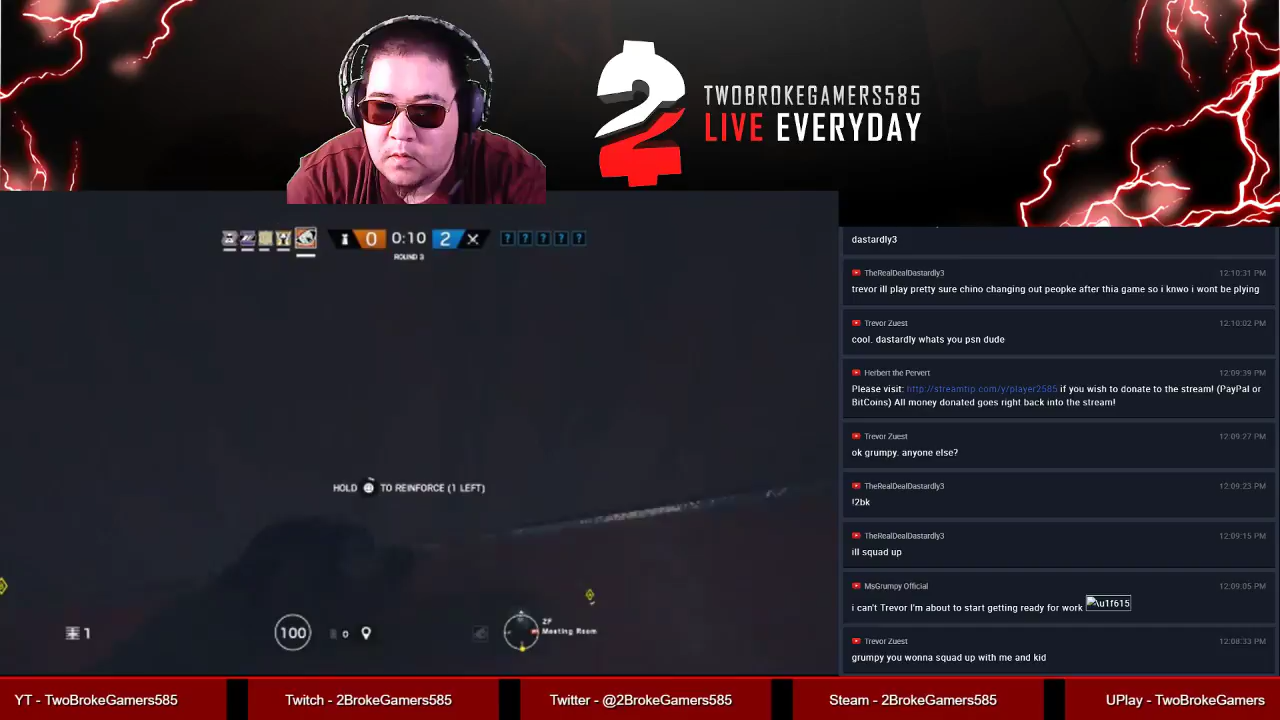 TWOBROKEGAMERS585
LIVE EVERYDAY
0 0:10 2
ROUND 3
? ? ? ? ?
HOLD TO REINFORCE (1 LEFT)
1
100
0
2F
Meeting Room
dastardly3
TheRealDealDastardly3 12:10:31 PM
trevor ill play pretty sure chino changing out peopke after thia game so i knwo i wont be plying
Trevor Zuest 12:10:02 PM
cool. dastardly whats you psn dude
Herbert the Pervert 12:09:39 PM
Please visit: http://streamtip.com/y/player2585 if you wish to donate to the stream! (PayPal or
BitCoins) All money donated goes right back into the stream!
Trevor Zuest 12:09:27 PM
ok grumpy. anyone else?
TheRealDealDastardly3 12:09:23 PM
!2bk
TheRealDealDastardly3 12:09:15 PM
ill squad up
MsGrumpy Official 12:09:05 PM
i can't Trevor I'm about to start getting ready for work \u1f615
Trevor Zuest 12:08:33 PM
grumpy you wonna squad up with me and kid
YT - TwoBrokeGamers585
Twitch - 2BrokeGamers585
Twitter - @2BrokeGamers585
Steam - 2BrokeGamers585
UPlay - TwoBrokeGamers